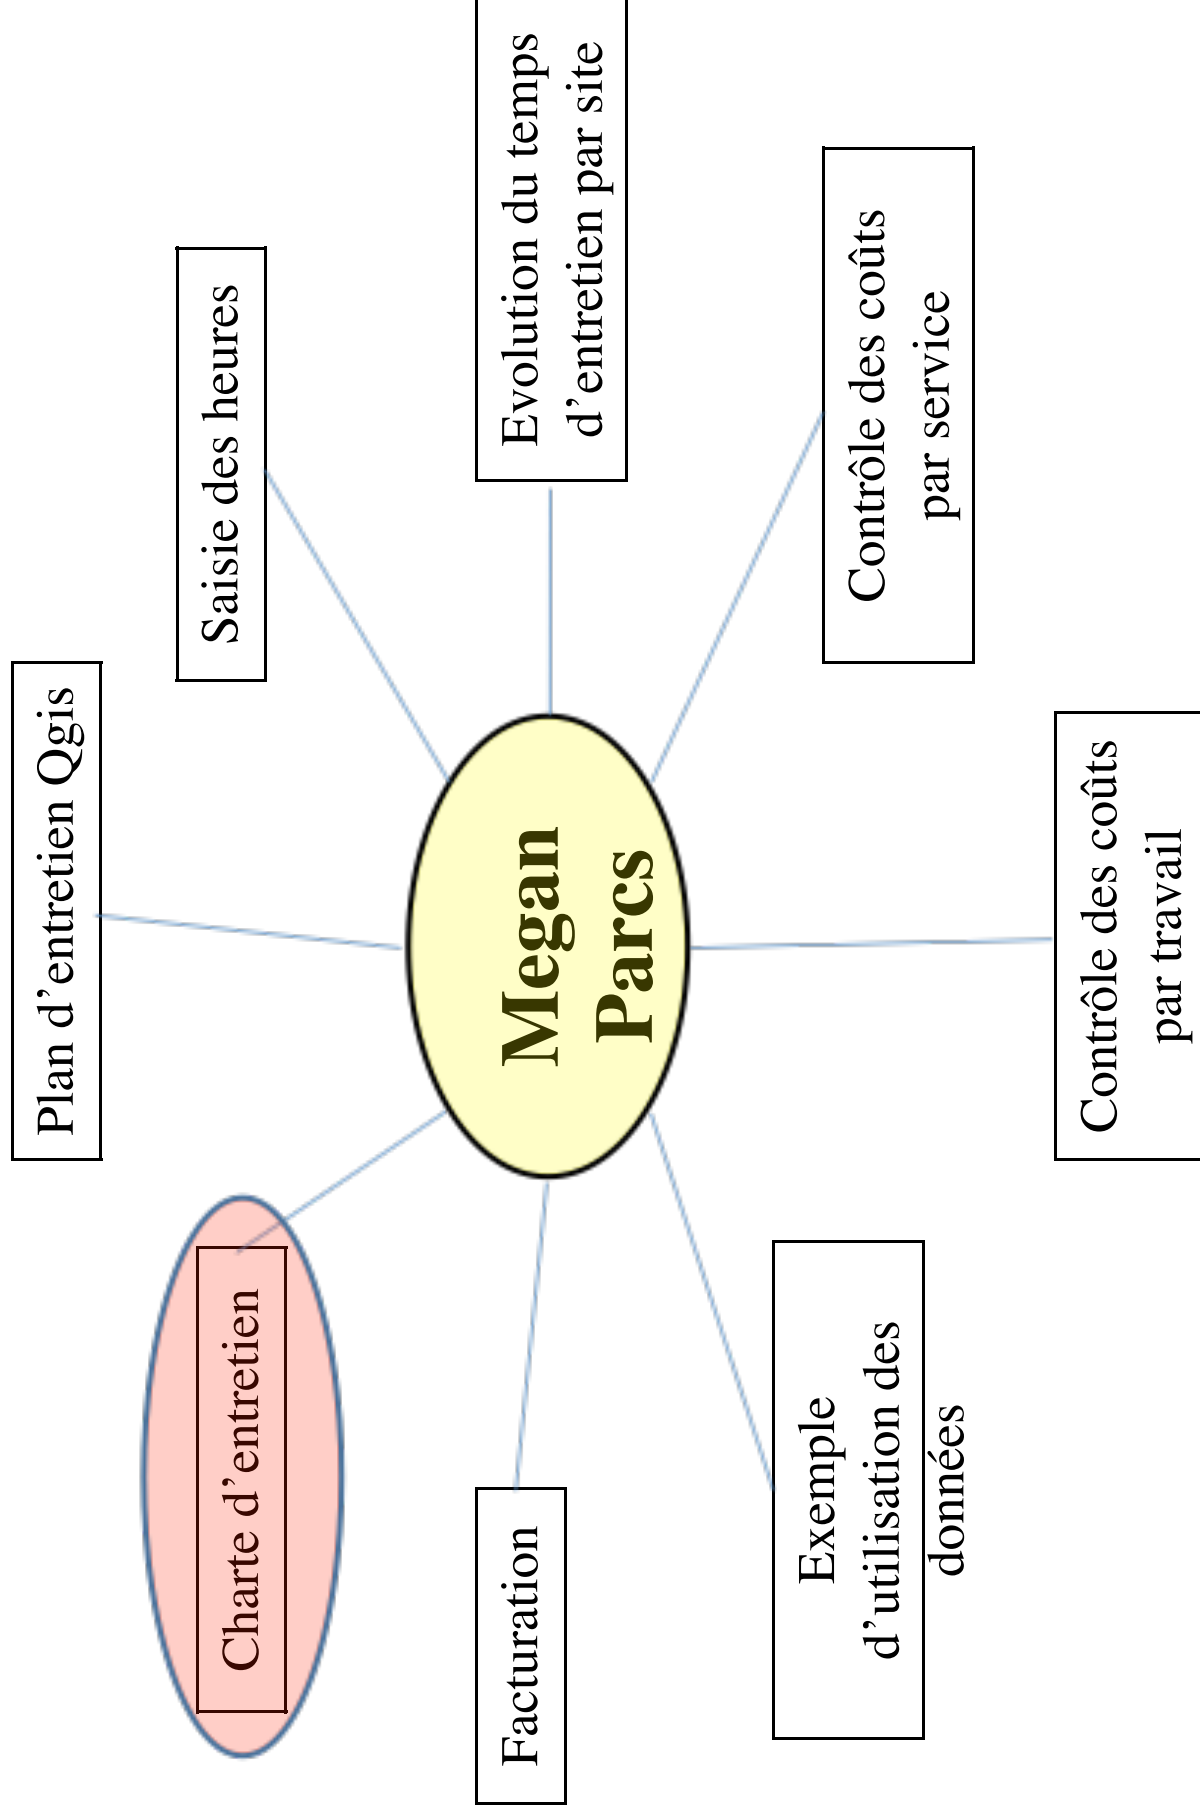 Plan d’entretien Qgis
Charte d’entretien
Saisie des heures
Facturation
Megan
Parcs
Evolution du temps
d’entretien par site
Exemple
d’utilisation des
données
Contrôle des coûts
par service
Contrôle des coûts
par travail